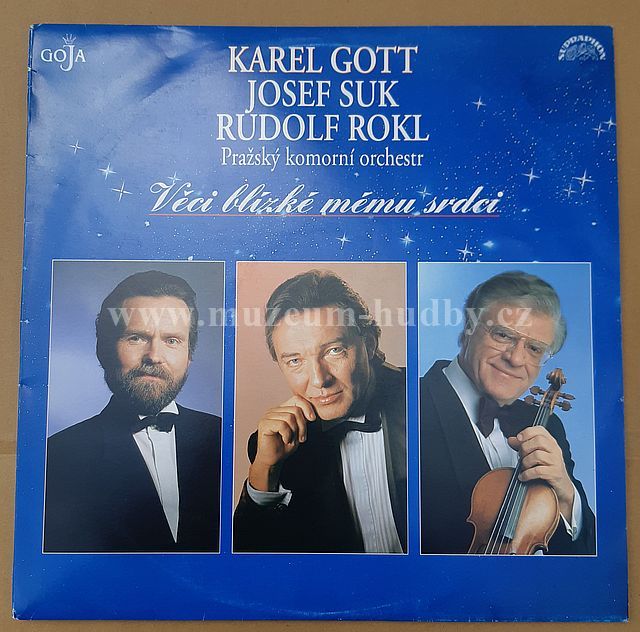 GOJA
SUPRAPHON
KAREL GOTT
JOSEF SUK
RUDOLF ROKL
Pražský komorní orchestr
Věci blízké mému srdci
www.muzeum-hudby.cz